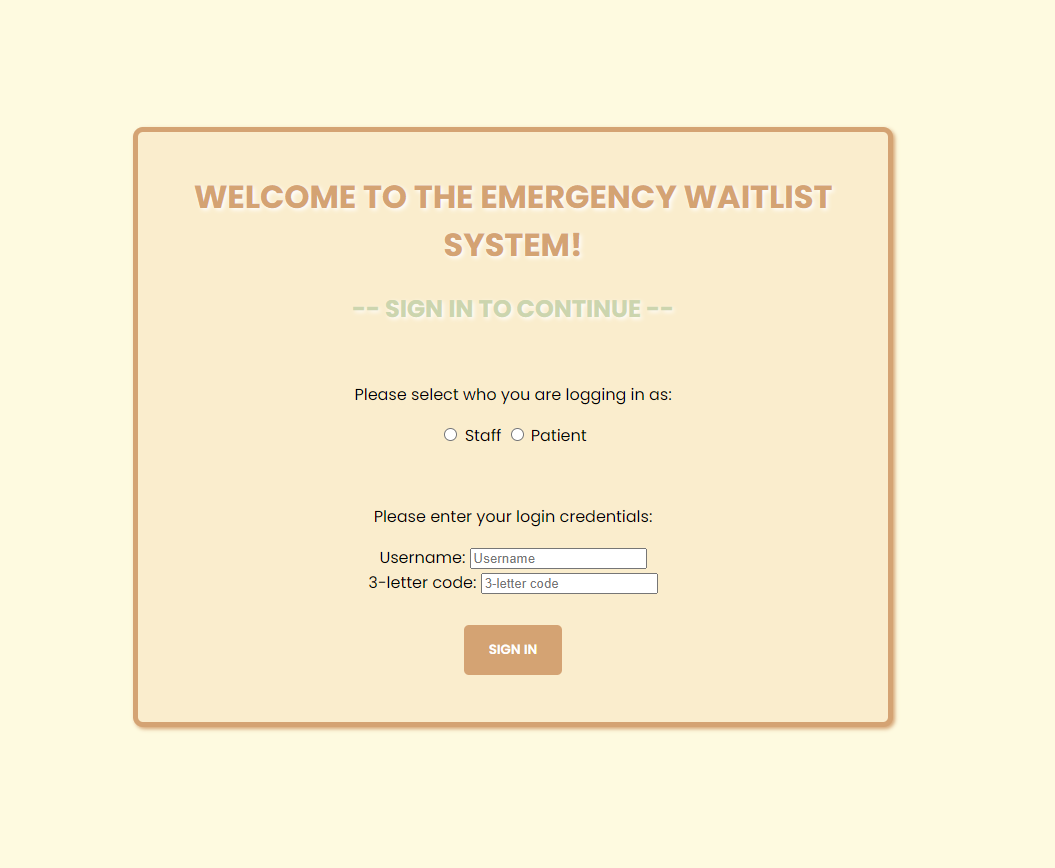 WELCOME TO THE EMERGENCY WAITLIST
SYSTEM!
-- SIGN IN TO CONTINUE --
Please select who you are logging in as:
Staff Patient
Please enter your login credentials:
Username: Username
3-letter code: 3-letter code
SIGN IN